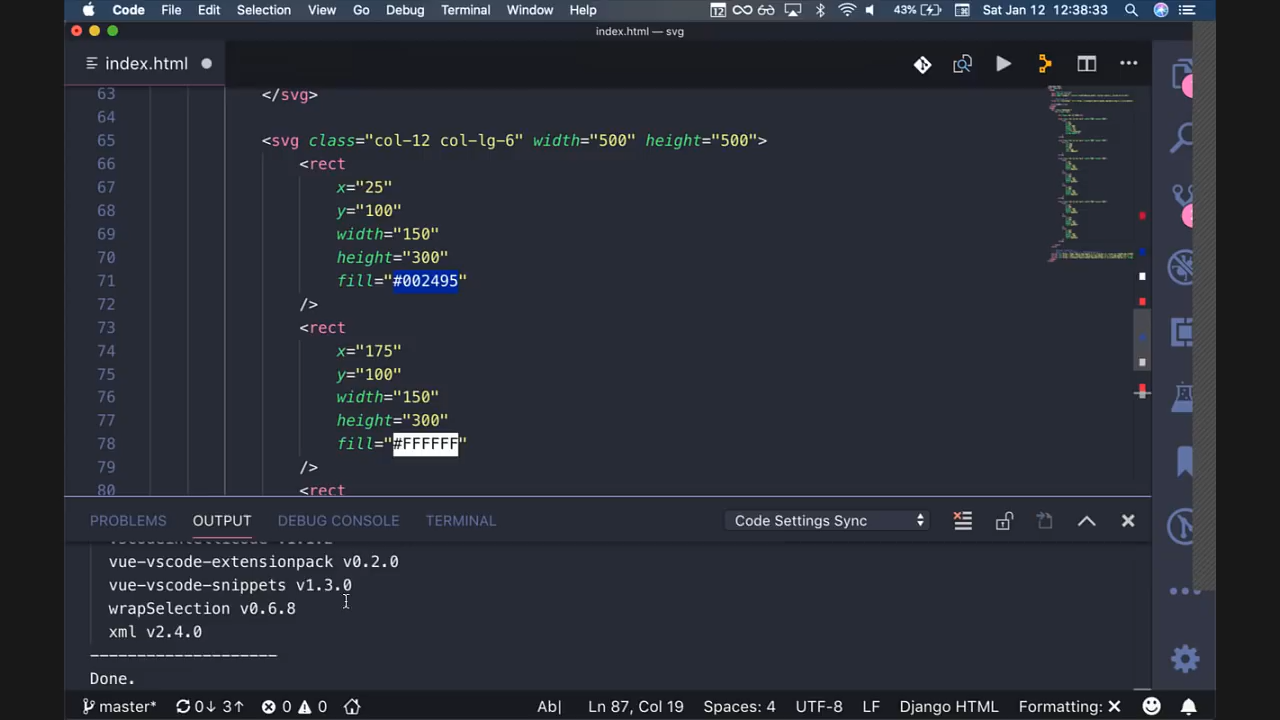 Code File Edit Selection View Go Debug Terminal Window Help 12 43% Sat Jan 12 12:38:33
index.html — svg
index.html
63 </svg>
64
65 <svg class="col-12 col-lg-6" width="500" height="500">
66 <rect
67 x="25"
68 y="100"
69 width="150"
70 height="300"
71 fill="#002495"
72 />
73 <rect
74 x="175"
75 y="100"
76 width="150"
77 height="300"
78 fill="#FFFFFF"
79 />
80 <rect
PROBLEMS OUTPUT DEBUG CONSOLE TERMINAL Code Settings Sync
vue-vscode-extensionpack v0.2.0
vue-vscode-snippets v1.3.0
wrapSelection v0.6.8
xml v2.4.0
--------------------
Done.
master* 0↓ 3↑ 0 0 Ab| Ln 87, Col 19 Spaces: 4 UTF-8 LF Django HTML Formatting: ✕